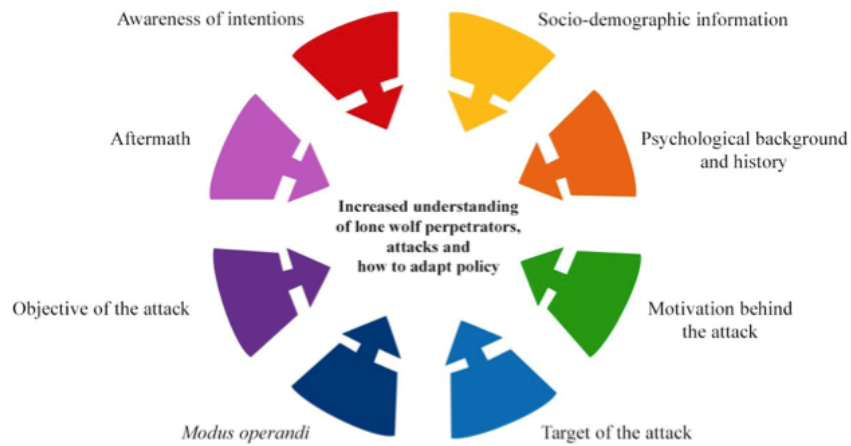 Awareness of intentions
Socio-demographic information
Aftermath
Psychological background
and history
Increased understanding
of lone wolf perpetrators,
attacks and
how to adapt policy
Objective of the attack
Motivation behind
the attack
Modus operandi
Target of the attack